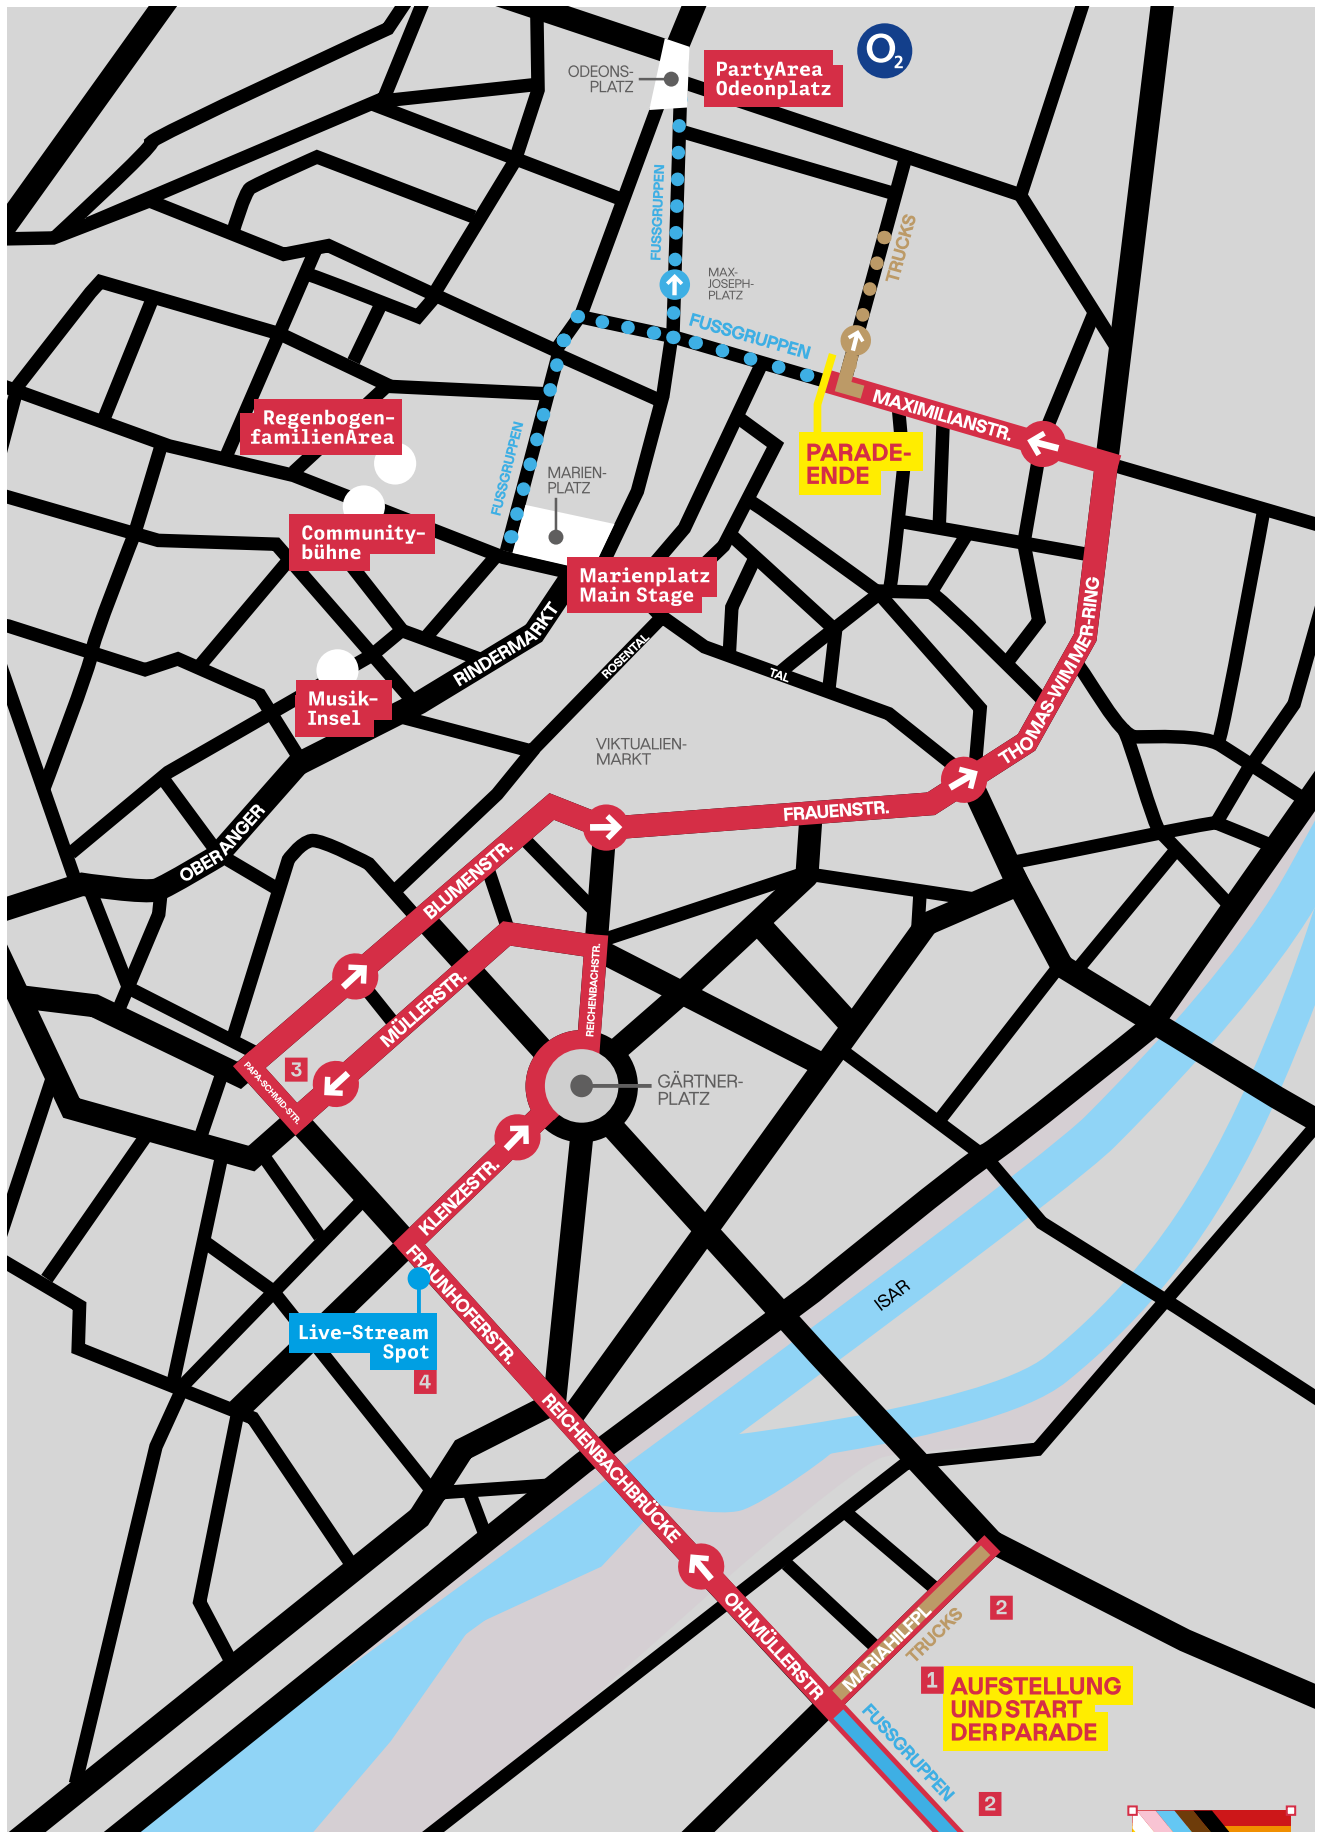 ODEONS-
PLATZ
PartyArea
Odeonplatz
O2
FUSSGRUPPEN
TRUCKS
MAX-
JOSEPH-
PLATZ
FUSSGRUPPEN
MAXIMILIANSTR.
Regenbogen-
familienArea
FUSSGRUPPEN
MARIEN-
PLATZ
PARADE-
ENDE
Community-
bühne
Marienplatz
Main Stage
RINDERMARKT
ROSENTAL
TAL
THOMAS-WIMMER-RING
Musik-
Insel
VIKTUALIEN-
MARKT
OBERANGER
BLUMENSTR.
FRAUENSTR.
MÜLLERSTR.
REICHENBACHSTR.
3
PAPA-SCHMID-STR.
GÄRTNER-
PLATZ
KLENZESTR.
FRAUNHOFERSTR.
ISAR
Live-Stream
Spot
4
REICHENBACHBRÜCKE
OHLMÜLLERSTR
MARIAHILFPL
TRUCKS
2
1
AUFSTELLUNG
UND START
DER PARADE
FUSSGRUPPEN
2